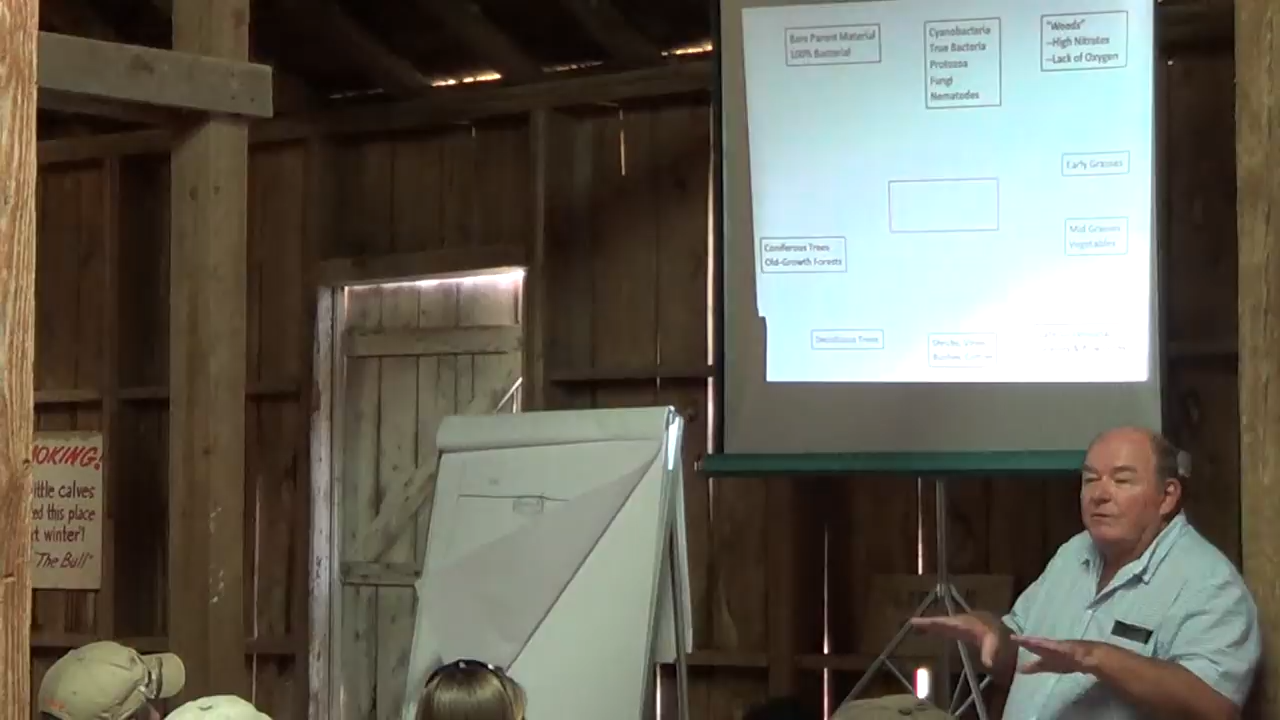 Bare Parent Material
100% Bacterial
Cyanobacteria
True Bacteria
Protozoa
Fungi
Nematodes
"Weeds"
–High Nitrates
–Lack of Oxygen
Early Grasses
Mid Grasses
Vegetables
Coniferous Trees
Old-Growth Forests
Deciduous Trees
OKING!
ittle calves
ed this place
t winter!
"The Bull"